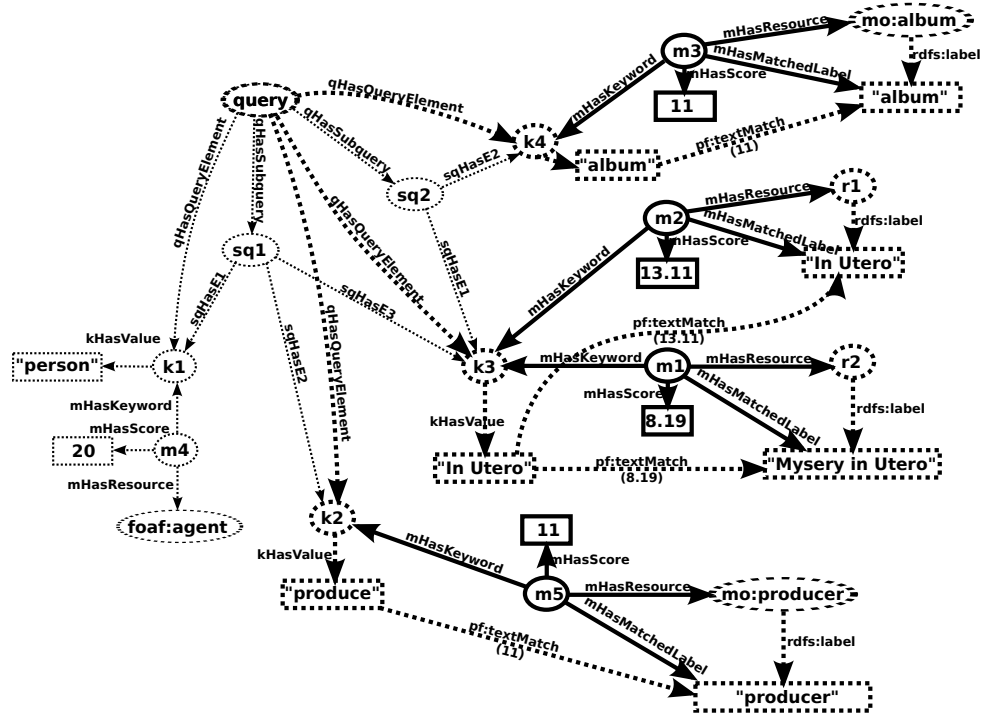 mHasResource
mo:album
m3
mHasMatchedLabel
rdfs:label
mHasScore
mHasKeyword
11
"album"
query
qHasQueryElement
k4
pf:textMatch
(11)
"album"
qHasSubquery
qHasSubquery
qHasQueryElement
sqHasE2
sq2
mHasResource
r1
m2
mHasMatchedLabel
rdfs:label
mHasScore
mHasKeyword
13.11
"In Utero"
qHasQueryElement
sq1
sqHasE1
sqHasE1
sqHasE3
pf:textMatch
(13.11)
kHasValue
"person"
k1
sqHasE2
qHasQueryElement
k3
mHasKeyword
m1
mHasResource
r2
mHasMatchedLabel
mHasScore
rdfs:label
8.19
mHasKeyword
mHasScore
20
m4
mHasResource
foaf:agent
kHasValue
"In Utero"
pf:textMatch
(8.19)
"Mysery in Utero"
k2
11
mHasKeyword
mHasScore
kHasValue
"produce"
m5
mHasResource
mo:producer
mHasMatchedLabel
pf:textMatch
(11)
rdfs:label
"producer"